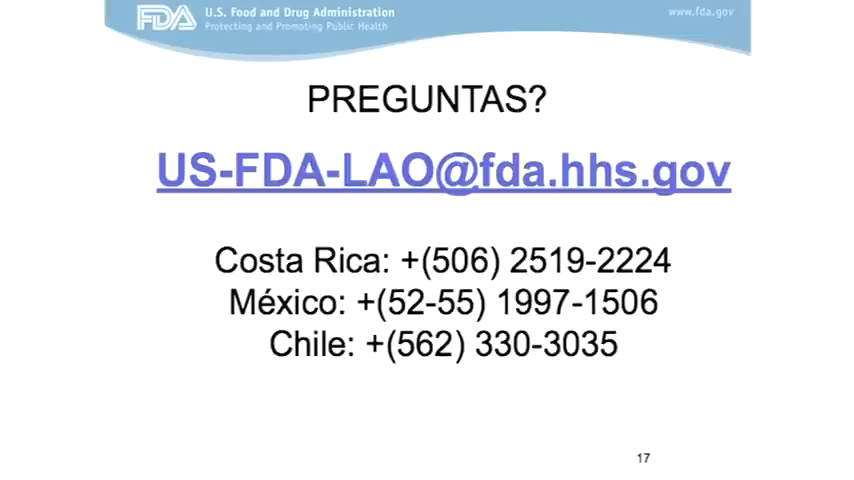 FDA U.S. Food and Drug Administration
Protecting and Promoting Public Health
www.fda.gov
PREGUNTAS?
US-FDA-LAO@fda.hhs.gov
Costa Rica: +(506) 2519-2224
México: +(52-55) 1997-1506
Chile: +(562) 330-3035
17